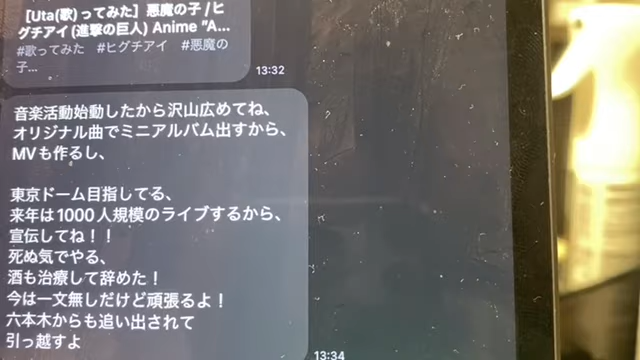 ［Uta(歌)ってみた］悪魔の子 / ヒ
グチアイ (進撃の巨人) Anime "A...
#歌ってみた #ヒグチアイ #悪魔の
子...
13:32
音楽活動始動したから沢山広めてね、
オリジナル曲でミニアルバム出すから、
MVも作るし、
東京ドーム目指してる、
来年は1000人規模のライブするから、
宣伝してね！！
死ぬ気でやる、
酒も治療して辞めた！
今は一文無しだけど頑張るよ！
六本木からも追い出されて
引っ越すよ
13:34